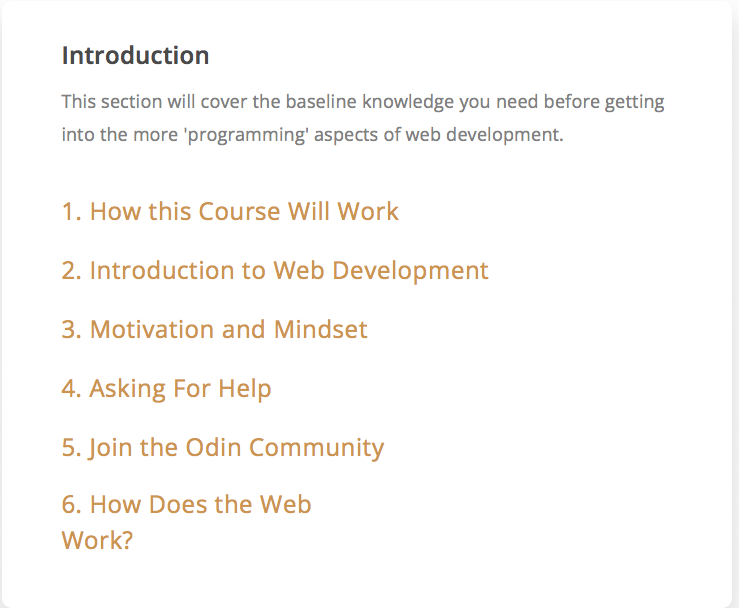 Introduction
This section will cover the baseline knowledge you need before getting
into the more 'programming' aspects of web development.
1. How this Course Will Work
2. Introduction to Web Development
3. Motivation and Mindset
4. Asking For Help
5. Join the Odin Community
6. How Does the Web
Work?